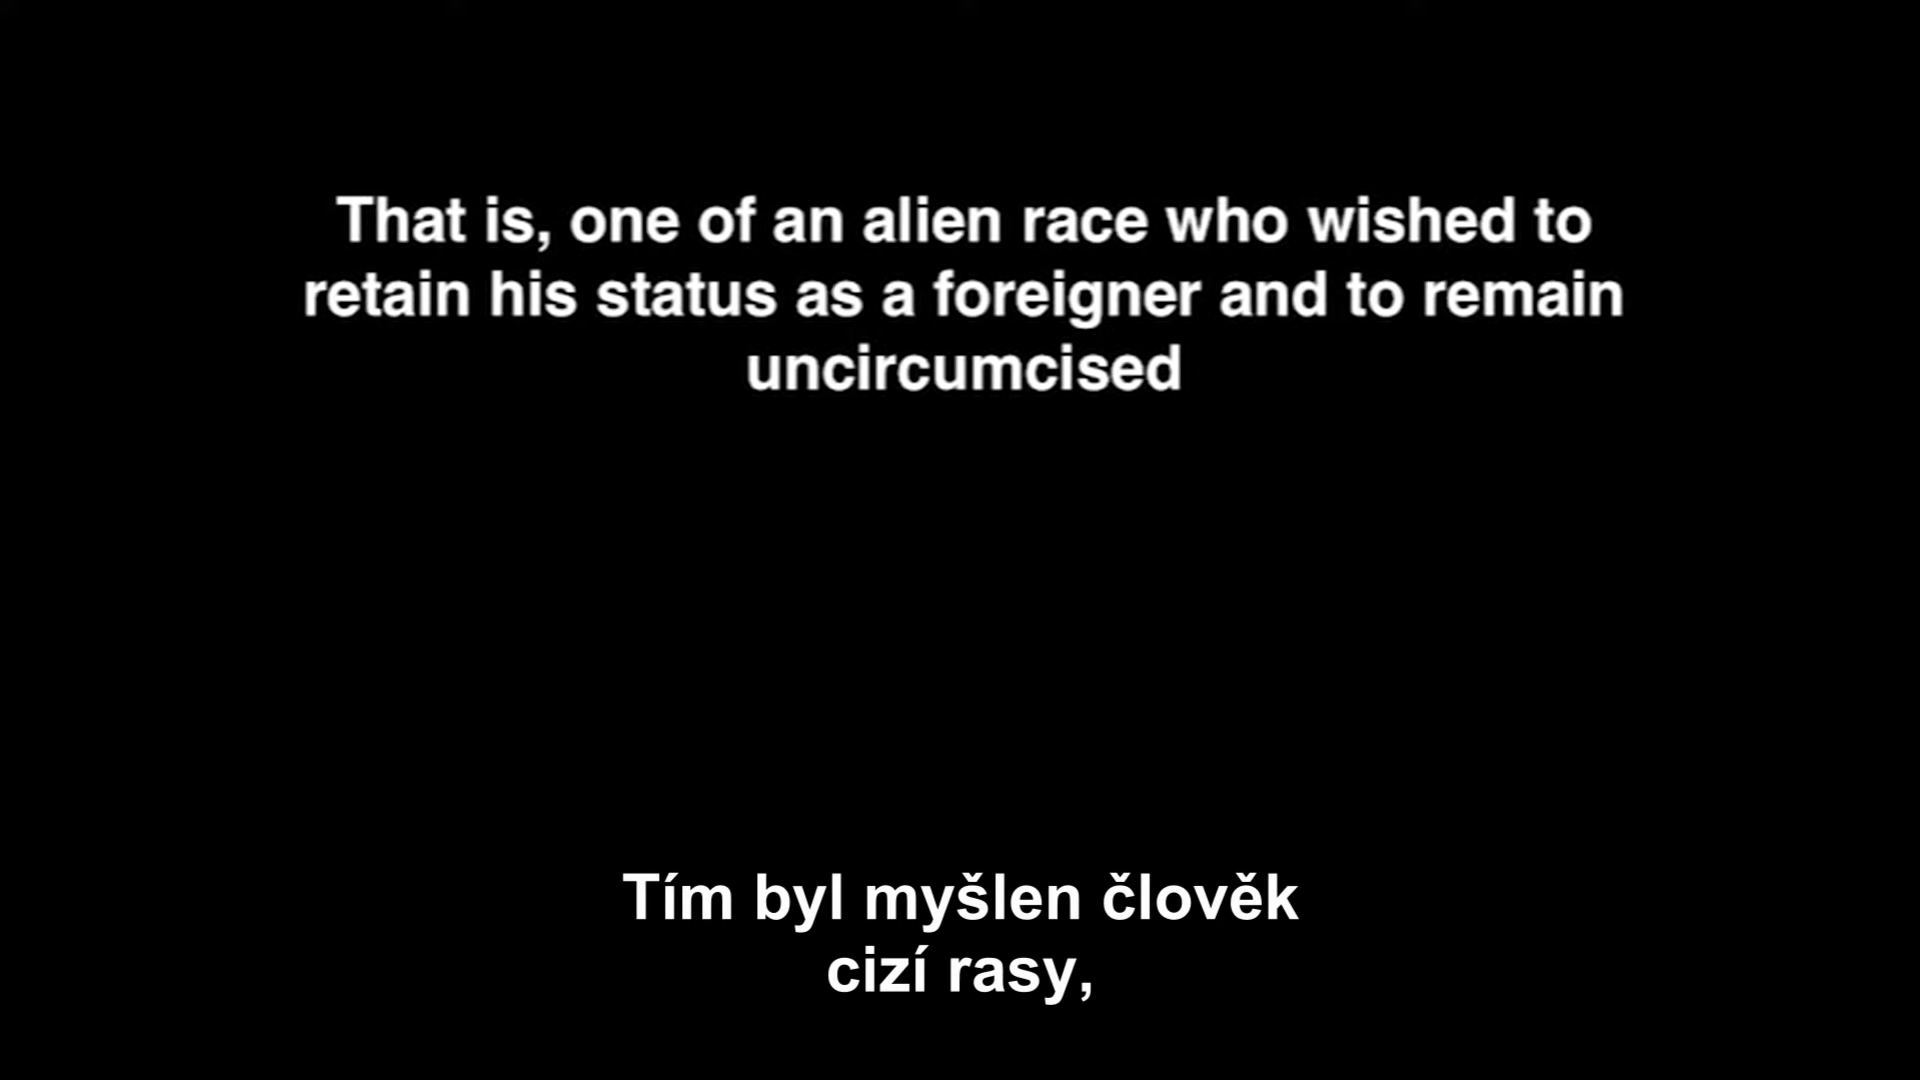 That is, one of an alien race who wished to
retain his status as a foreigner and to remain
uncircumcised
Tím byl myšlen člověk
cizí rasy,